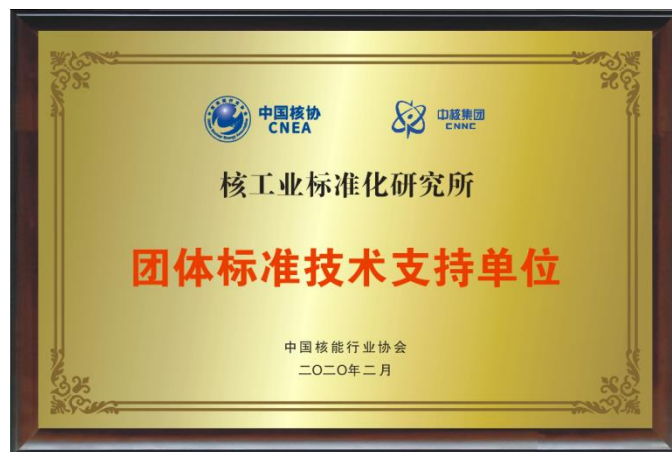 中国核协
CNEA
中核集团
CNNC
核工业标准化研究所
团体标准技术支持单位
中国核能行业协会
二〇二〇年二月